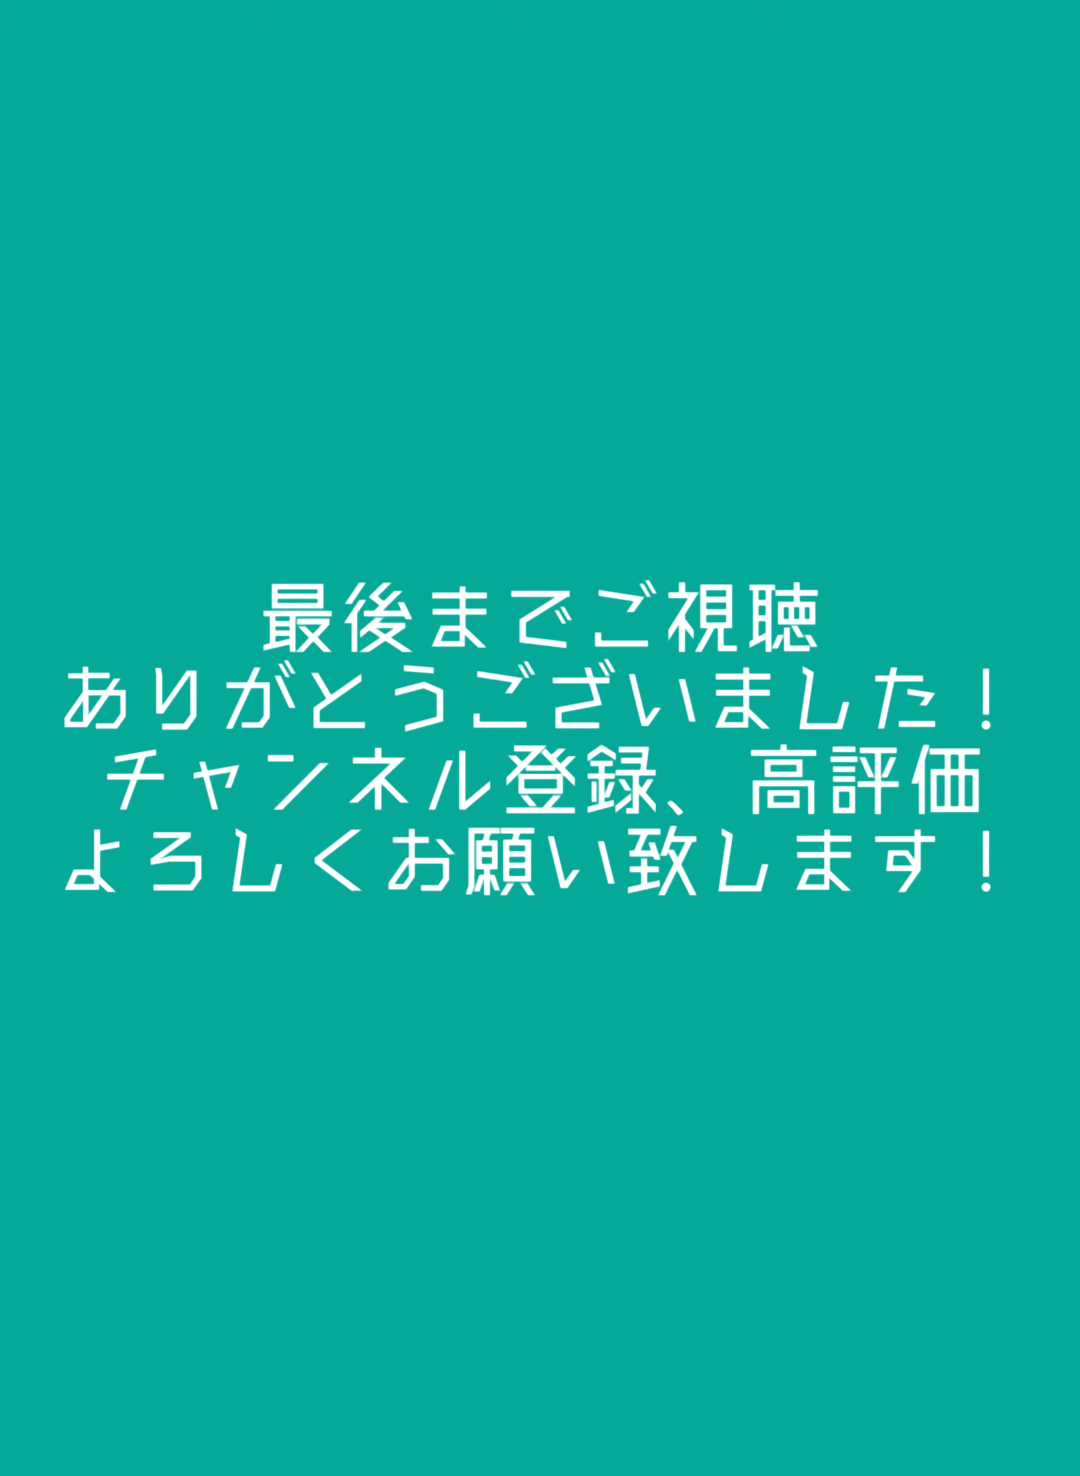 最後までご視聴
ありがとうございました！
チャンネル登録、高評価
よろしくお願い致します！